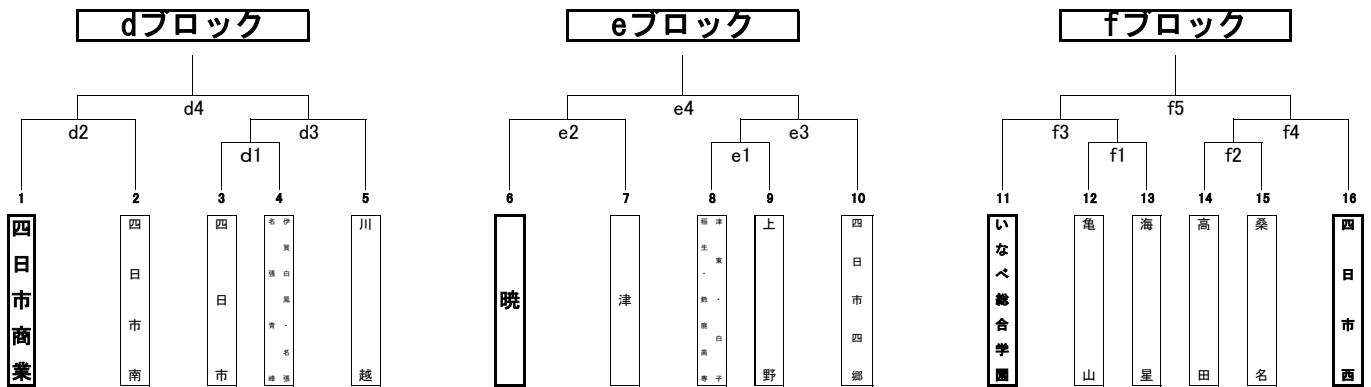 dブロック
eブロック
fブロック
d4
e4
f5
d2
d3
e2
e3
f3
f4
d1
e1
f1
f2
1
2
3
4
5
6
7
8
9
10
11
12
13
14
15
16
四日市商業
四日市南
四日市
伊賀白鳳・名張
名張青峰
川越
暁
津
津東・白子
稲生・鈴鹿高専
上野
四日市四郷
いなべ総合学園
亀山
海星
高田
桑名
四日市西